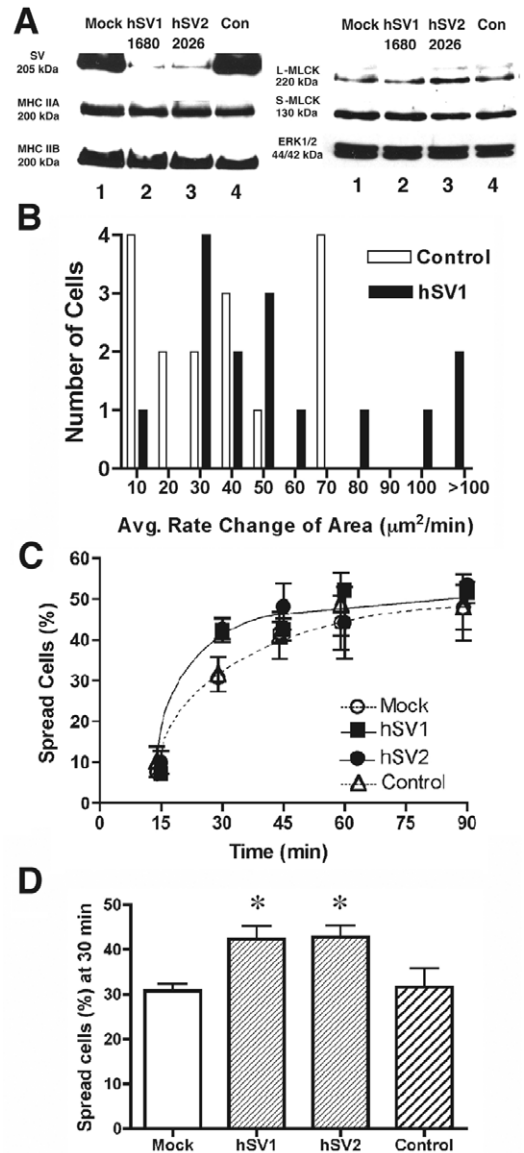 A
Mock hSV1 hSV2 Con
1680 2026
SV
205 kDa
MHC IIA
200 kDa
MHC IIB
200 kDa
1 2 3 4
Mock hSV1 hSV2 Con
1680 2026
L-MLCK
220 kDa
S-MLCK
130 kDa
ERK1/2
44/42 kDa
1 2 3 4
B
Number of Cells
4
3
2
1
0
Control
hSV1
10 20 30 40 50 60 70 80 90 100 >100
Avg. Rate Change of Area (µm²/min)
C
Spread Cells (%)
60
50
40
30
20
10
0
Mock
hSV1
hSV2
Control
0 15 30 45 60 75 90
Time (min)
D
Spread cells (%) at 30 min
50
40
30
20
10
0
* *
Mock hSV1 hSV2 Control